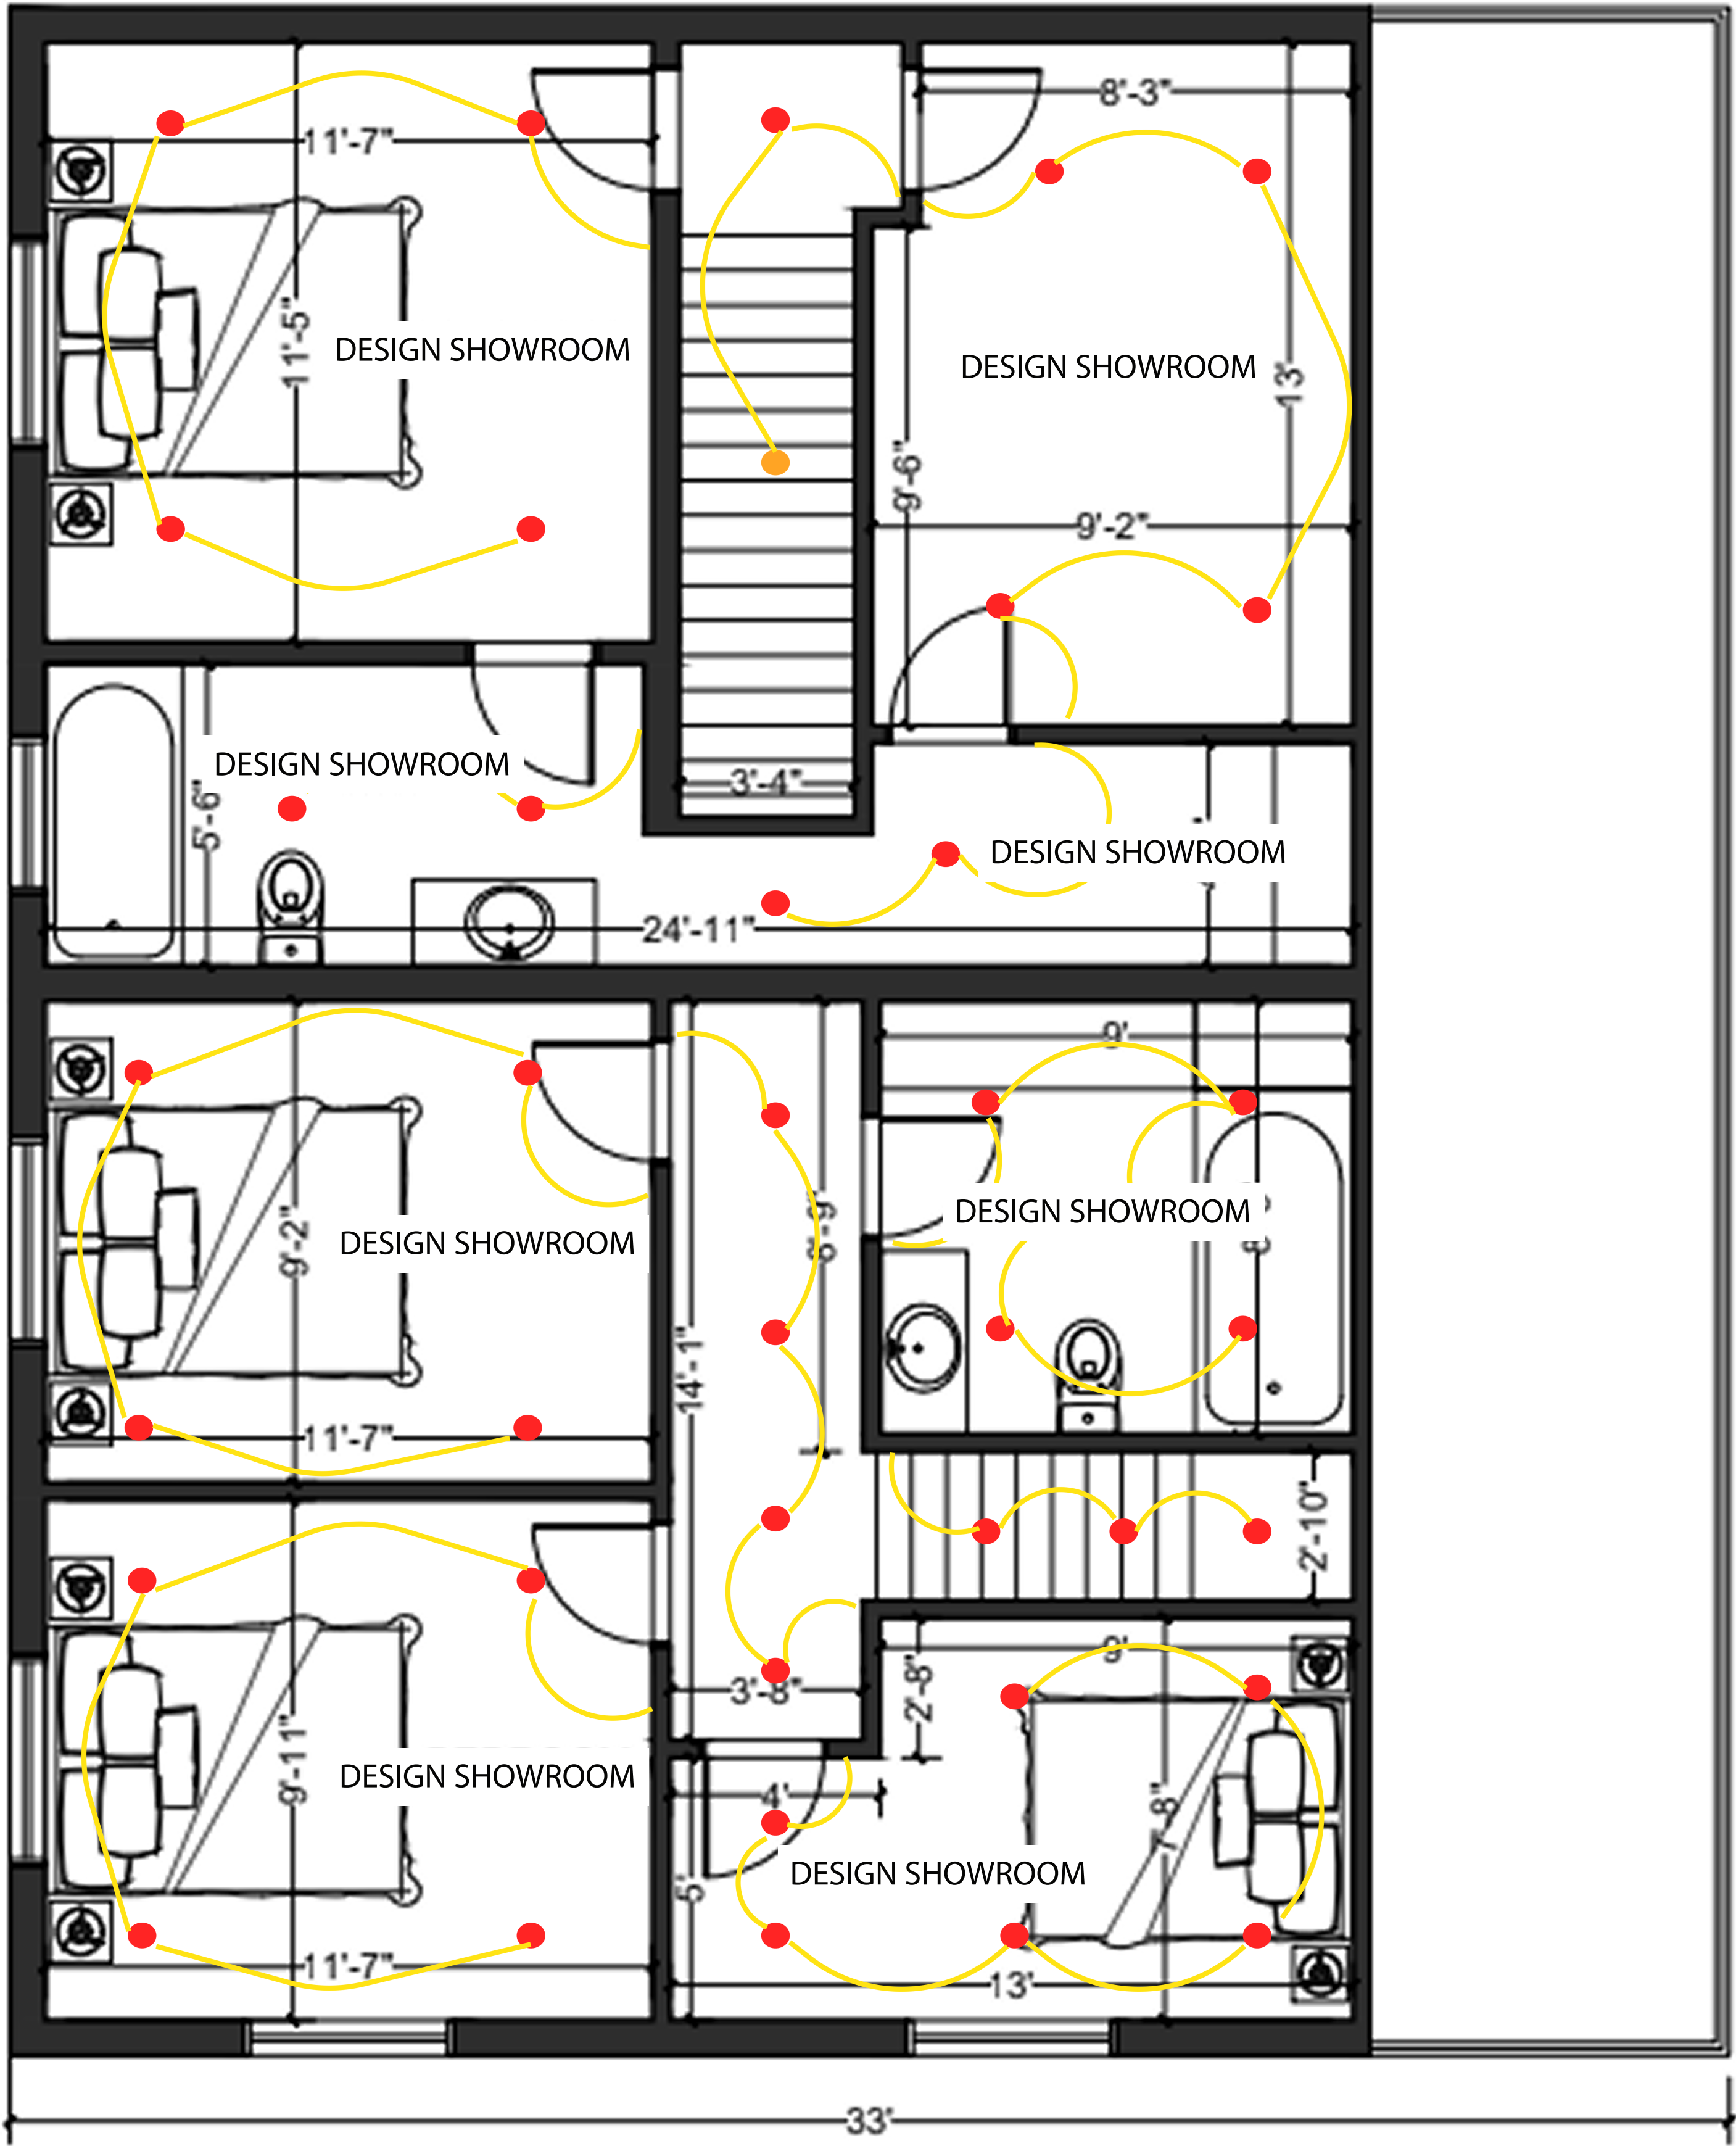 8'-3"
11'-7"
11'-5"
DESIGN SHOWROOM
DESIGN SHOWROOM
13'
9'-6"
9'-2"
DESIGN SHOWROOM
3'-4"
5'-6"
DESIGN SHOWROOM
24'-11"
9'
DESIGN SHOWROOM
9'-2"
DESIGN SHOWROOM
14'-1"
11'-7"
2'-10"
9'
2'-8"
3'-8"
9'-11"
DESIGN SHOWROOM
4'
7'-8"
DESIGN SHOWROOM
11'-7"
13'
33'